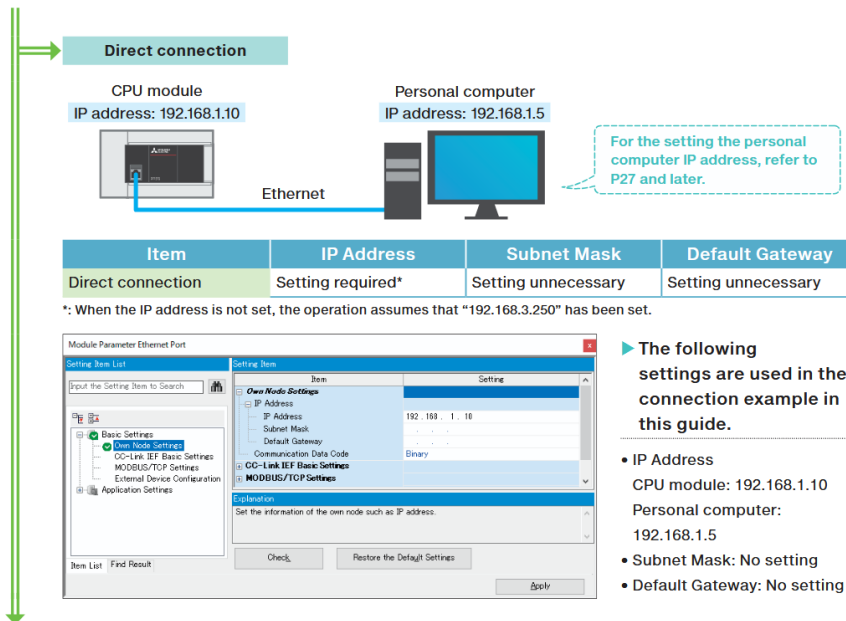 Direct connection
CPU module
IP address: 192.168.1.10
Personal computer
IP address: 192.168.1.5
For the setting the personal
computer IP address, refer to
P27 and later.
Ethernet
Item IP Address Subnet Mask Default Gateway
Direct connection Setting required* Setting unnecessary Setting unnecessary
*: When the IP address is not set, the operation assumes that “192.168.3.250” has been set.
Module Parameter Ethernet Port
Setting Item List
Input the Setting Item to Search
Basic Settings
Own Node Settings
CC-Link IEF Basic Settings
MODBUS/TCP Settings
External Device Configuration
Application Settings
Item List Find Result
Setting Item
Item Setting
Own Node Settings
IP Address
IP Address 192 . 168 . 1 . 10
Subnet Mask . . .
Default Gateway . . .
Communication Data Code Binary
CC-Link IEF Basic Settings
MODBUS/TCP Settings
Explanation
Set the information of the own node such as IP address.
Check
Restore the Default Settings
Apply
▶ The following
settings are used in the
connection example in
this guide.
• IP Address
CPU module: 192.168.1.10
Personal computer:
192.168.1.5
• Subnet Mask: No setting
• Default Gateway: No setting